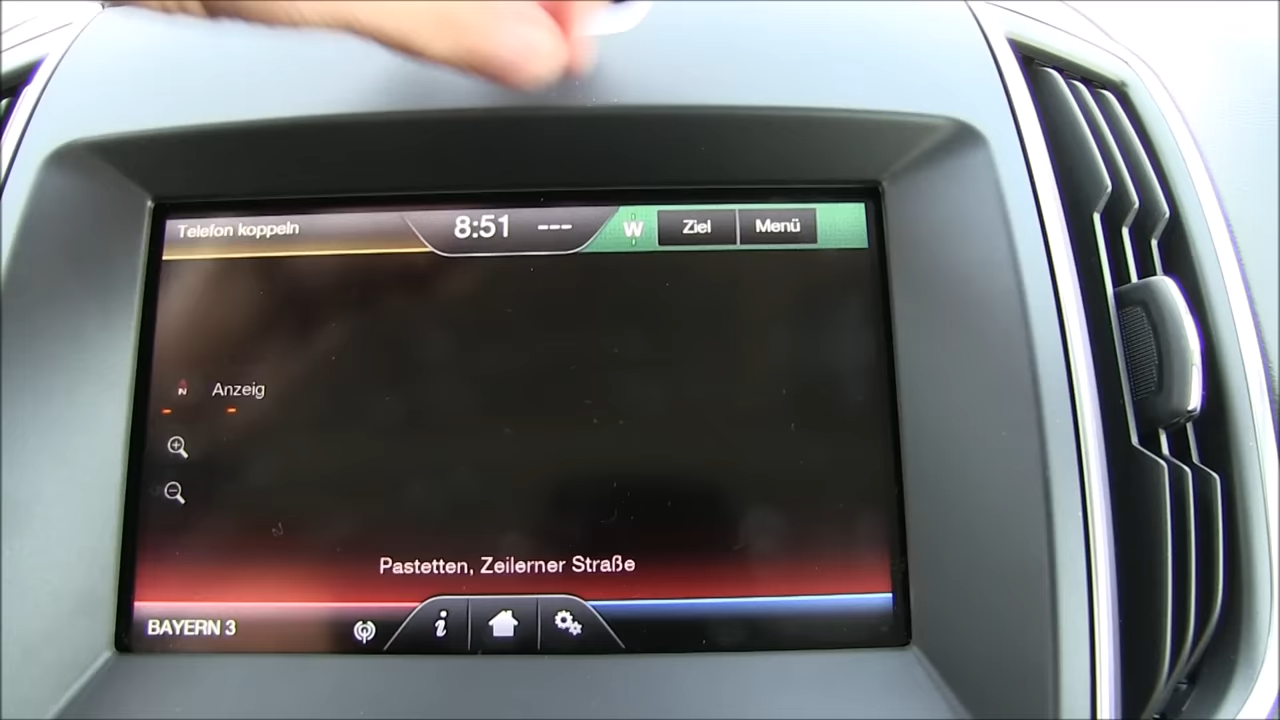 Telefon koppeln
8:51 ---
W
Ziel
Menü
N
Anzeig
Pastetten, Zeilerner Straße
BAYERN 3
i